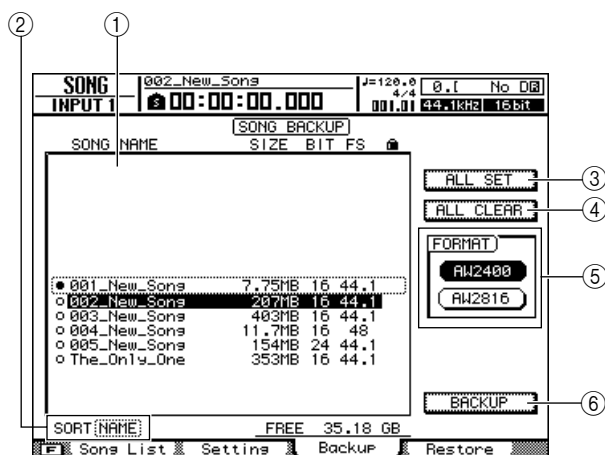 ② ①
SONG 002_New_Song ♩=120.0 0.[ No D
4/4
INPUT 1 00:00:00.000 001.01 44.1kHz 16bit
SONG BACKUP
SONG NAME SIZE BIT FS
ALL SET ③
ALL CLEAR ④
FORMAT
AW2400 ⑤
AW2816
001_New_Song 7.75MB 16 44.1
002_New_Song 207MB 16 44.1
003_New_Song 403MB 16 44.1
004_New_Song 11.7MB 16 48
005_New_Song 154MB 24 44.1
The_Only_One 353MB 16 44.1
BACKUP ⑥
SORT NAME FREE 35.18 GB
F Song List Setting Backup Restore